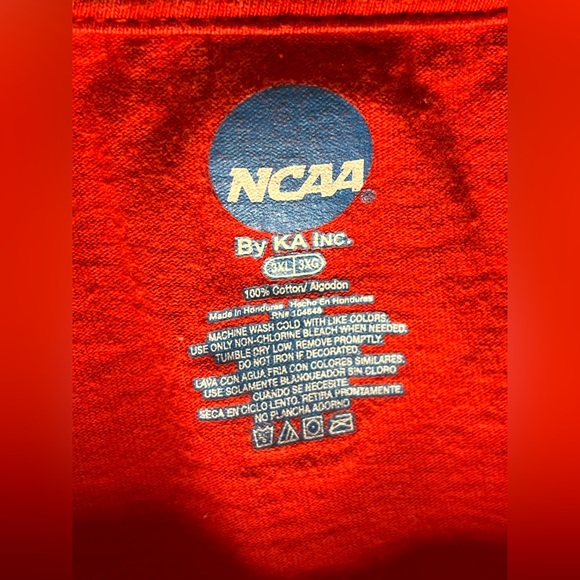 NCAA®
By KA Inc.
3XL 3XG
100% Cotton/ Algodon
Made In Honduras Hecho En Honduras
RN# 104648
MACHINE WASH COLD WITH LIKE COLORS.
USE ONLY NON-CHLORINE BLEACH WHEN NEEDED.
TUMBLE DRY LOW. REMOVE PROMPTLY.
DO NOT IRON IF DECORATED.
LAVA CON AGUA FRIA CON COLORES SIMILARES.
USE SOLAMENTE BLANQUEADOR SIN CLORO
CUANDO SE NECESITE.
SECA EN CICLO LENTO. RETIRA PRONTAMENTE.
NO PLANCHA ADORNO